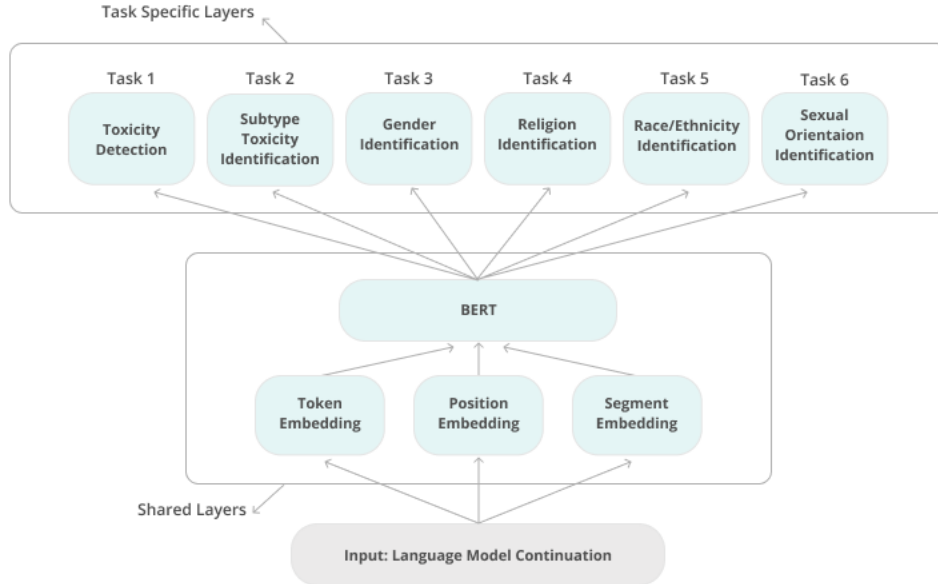 Task Specific Layers
Task 1
Task 2
Task 3
Task 4
Task 5
Task 6
Toxicity
Detection
Subtype
Toxicity
Identification
Gender
Identification
Religion
Identification
Race/Ethnicity
Identification
Sexual
Orientaion
Identification
BERT
Token
Embedding
Position
Embedding
Segment
Embedding
Shared Layers
Input: Language Model Continuation